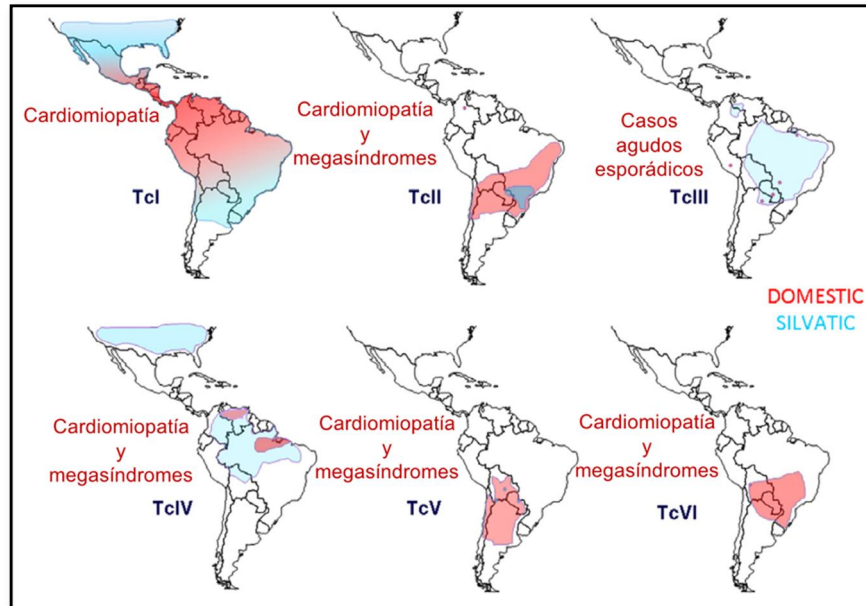 Cardiomiopatía
TcI
Cardiomiopatía
y
megasíndromes
TcII
Casos
agudos
esporádicos
TcIII
DOMESTIC
SILVATIC
Cardiomiopatía
y
megasíndromes
TcIV
Cardiomiopatía
y
megasíndromes
TcV
Cardiomiopatía
y
megasíndromes
TcVI